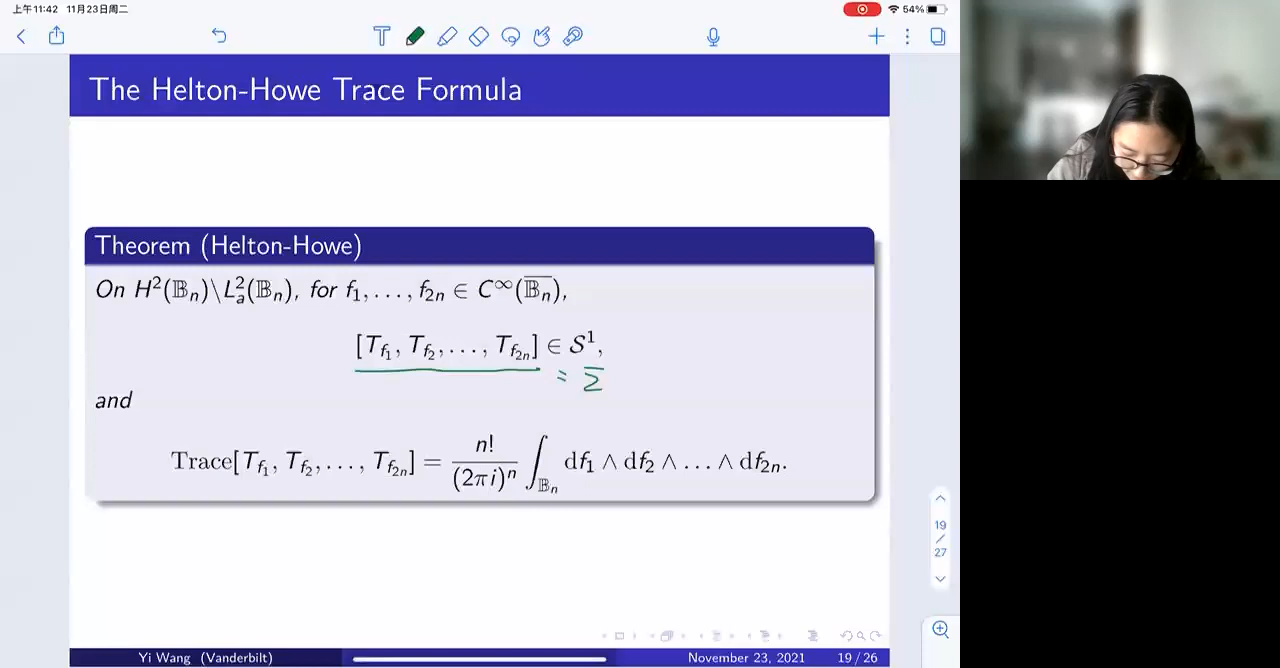 上午11:42 11月23日周二
54%
The Helton-Howe Trace Formula
Theorem (Helton-Howe)
On H²(𝔹ₙ)\L²ₐ(𝔹ₙ), for f₁, . . . , f₂ₙ ∈ C^∞(\overline{𝔹ₙ}),
[T_{f₁}, T_{f₂}, . . . , T_{f₂ₙ}] ∈ 𝒮¹,
= Σ
and
Trace[T_{f₁}, T_{f₂}, . . . , T_{f₂ₙ}] = \frac{n!}{(2πi)ⁿ} ∫_{𝔹ₙ} df₁ ∧ df₂ ∧ . . . ∧ df₂ₙ.
19
/
27
Yi Wang (Vanderbilt) November 23, 2021 19 / 26